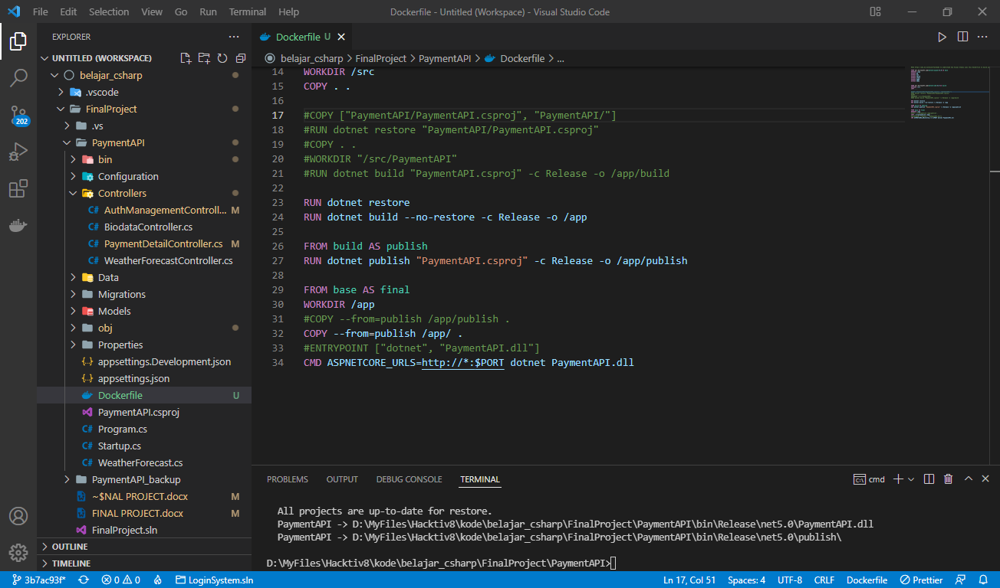 File Edit Selection View Go Run Terminal Help
Dockerfile - Untitled (Workspace) - Visual Studio Code
EXPLORER
UNTITLED (WORKSPACE)
belajar_csharp
.vscode
FinalProject
.vs
PaymentAPI
bin
Configuration
Controllers
AuthManagementControll... M
BiodataController.cs
PaymentDetailController.cs M
WeatherForecastController.cs
Data
Migrations
Models
obj
Properties
appsettings.Development.json
appsettings.json
Dockerfile U
PaymentAPI.csproj
Program.cs
Startup.cs
WeatherForecast.cs
PaymentAPI_backup
~$NAL PROJECT.docx M
FINAL PROJECT.docx M
FinalProject.sln
OUTLINE
TIMELINE
202
Dockerfile U
belajar_csharp > FinalProject > PaymentAPI > Dockerfile > ...
14 WORKDIR /src
15 COPY . .
16
17 #COPY ["PaymentAPI/PaymentAPI.csproj", "PaymentAPI/"]
18 #RUN dotnet restore "PaymentAPI/PaymentAPI.csproj"
19 #COPY . .
20 #WORKDIR "/src/PaymentAPI"
21 #RUN dotnet build "PaymentAPI.csproj" -c Release -o /app/build
22
23 RUN dotnet restore
24 RUN dotnet build --no-restore -c Release -o /app
25
26 FROM build AS publish
27 RUN dotnet publish "PaymentAPI.csproj" -c Release -o /app/publish
28
29 FROM base AS final
30 WORKDIR /app
31 #COPY --from=publish /app/publish .
32 COPY --from=publish /app/ .
33 #ENTRYPOINT ["dotnet", "PaymentAPI.dll"]
34 CMD ASPNETCORE_URLS=http://*:$PORT dotnet PaymentAPI.dll
PROBLEMS OUTPUT DEBUG CONSOLE TERMINAL
cmd
All projects are up-to-date for restore.
PaymentAPI -> D:\MyFiles\Hacktiv8\kode\belajar_csharp\FinalProject\PaymentAPI\bin\Release\net5.0\PaymentAPI.dll
PaymentAPI -> D:\MyFiles\Hacktiv8\kode\belajar_csharp\FinalProject\PaymentAPI\bin\Release\net5.0\publish\
D:\MyFiles\Hacktiv8\kode\belajar_csharp\FinalProject\PaymentAPI>
3b7ac93f* 0 0 LoginSystem.sln Ln 17, Col 51 Spaces: 4 UTF-8 CRLF Dockerfile Prettier